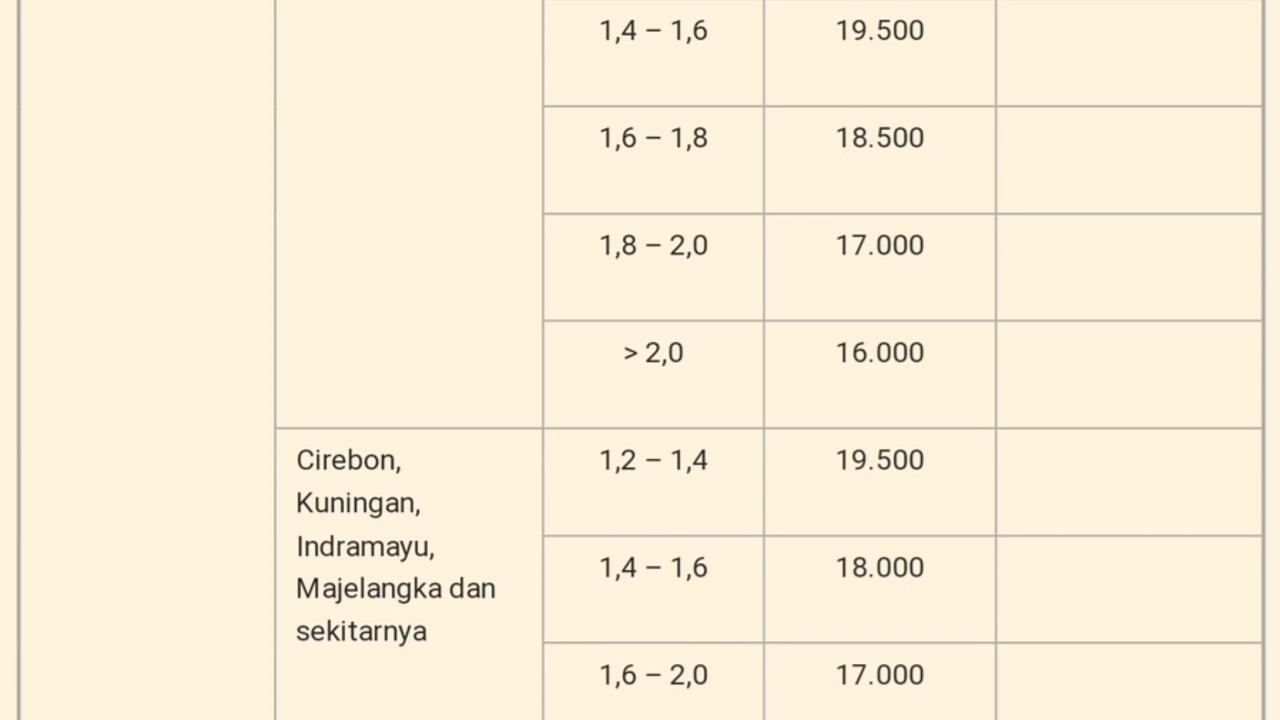 1,4 – 1,6 19.500
1,6 – 1,8 18.500
1,8 – 2,0 17.000
> 2,0 16.000
Cirebon, 1,2 – 1,4 19.500
Kuningan,
Indramayu,
Majelangka dan 1,4 – 1,6 18.000
sekitarnya
1,6 – 2,0 17.000